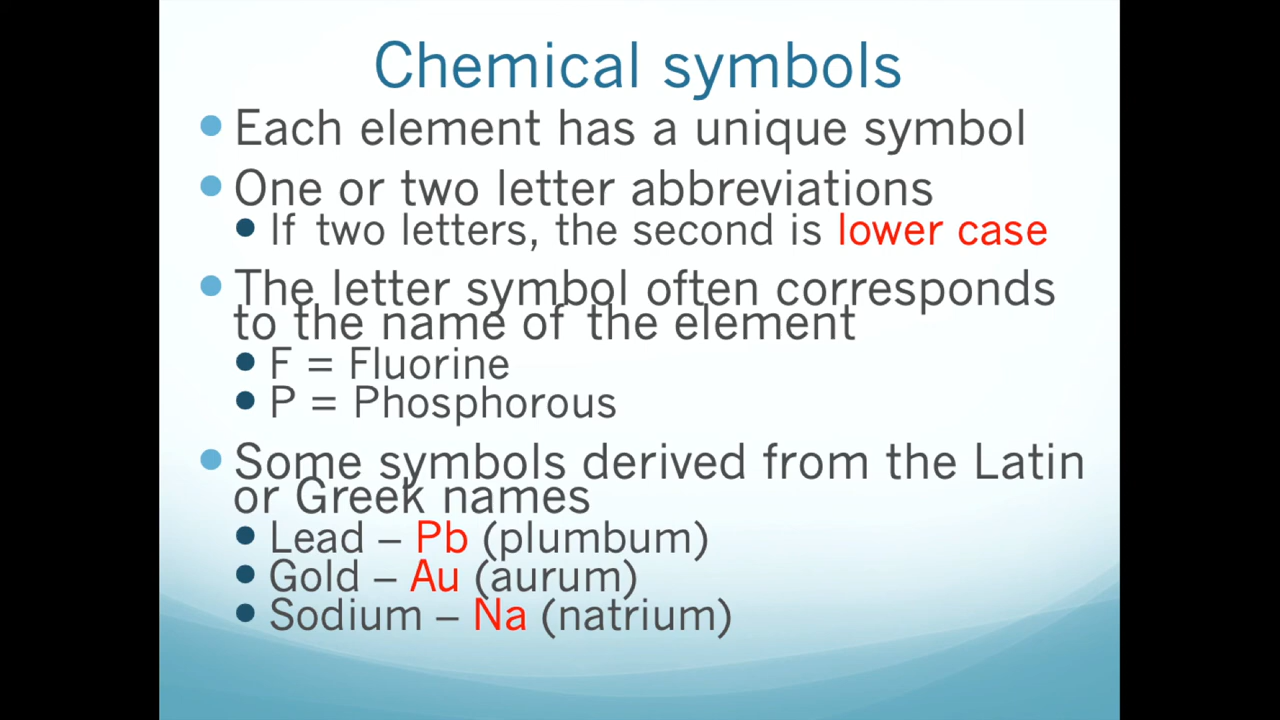 Chemical symbols
Each element has a unique symbol
One or two letter abbreviations
If two letters, the second is lower case
The letter symbol often corresponds
to the name of the element
F = Fluorine
P = Phosphorous
Some symbols derived from the Latin
or Greek names
Lead – Pb (plumbum)
Gold – Au (aurum)
Sodium – Na (natrium)